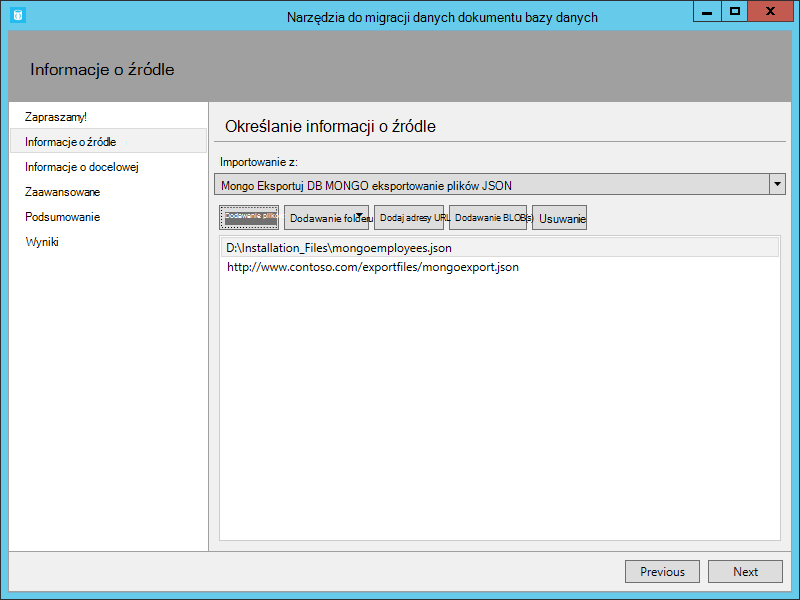 Narzędzia do migracji danych dokumentu bazy danych
Informacje o źródle
Zapraszamy!
Informacje o źródle
Informacje o docelowej
Zaawansowane
Podsumowanie
Wyniki
Określanie informacji o źródle
Importowanie z:
Mongo Eksportuj DB MONGO eksportowanie plików JSON
Dodawanie plików Dodawanie folderu Dodaj adresy URL Dodawanie BLOB(s) Usuwanie
D:\Installation_Files\mongoemployees.json
http://www.contoso.com/exportfiles/mongoexport.json
Previous Next